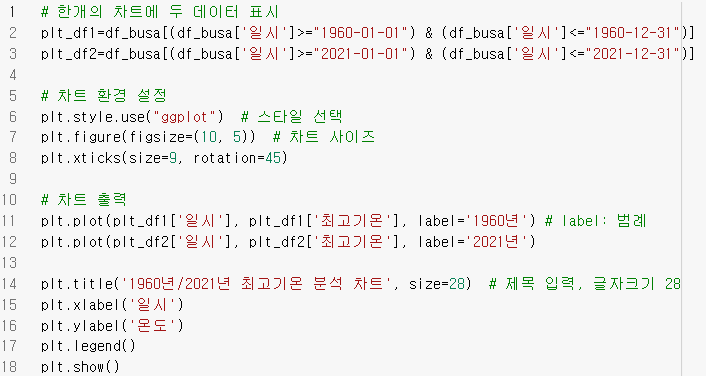 1 # 한개의 차트에 두 데이터 표시
2 plt_df1=df_busa[(df_busa['일시']>="1960-01-01") & (df_busa['일시']<="1960-12-31")]
3 plt_df2=df_busa[(df_busa['일시']>="2021-01-01") & (df_busa['일시']<="2021-12-31")]
4
5 # 차트 환경 설정
6 plt.style.use("ggplot")  # 스타일 선택
7 plt.figure(figsize=(10, 5))  # 차트 사이즈
8 plt.xticks(size=9, rotation=45)
9
10 # 차트 출력
11 plt.plot(plt_df1['일시'], plt_df1['최고기온'], label='1960년') # label: 범례
12 plt.plot(plt_df2['일시'], plt_df2['최고기온'], label='2021년')
13
14 plt.title('1960년/2021년 최고기온 분석 차트', size=28)  # 제목 입력, 글자크기 28
15 plt.xlabel('일시')
16 plt.ylabel('온도')
17 plt.legend()
18 plt.show()